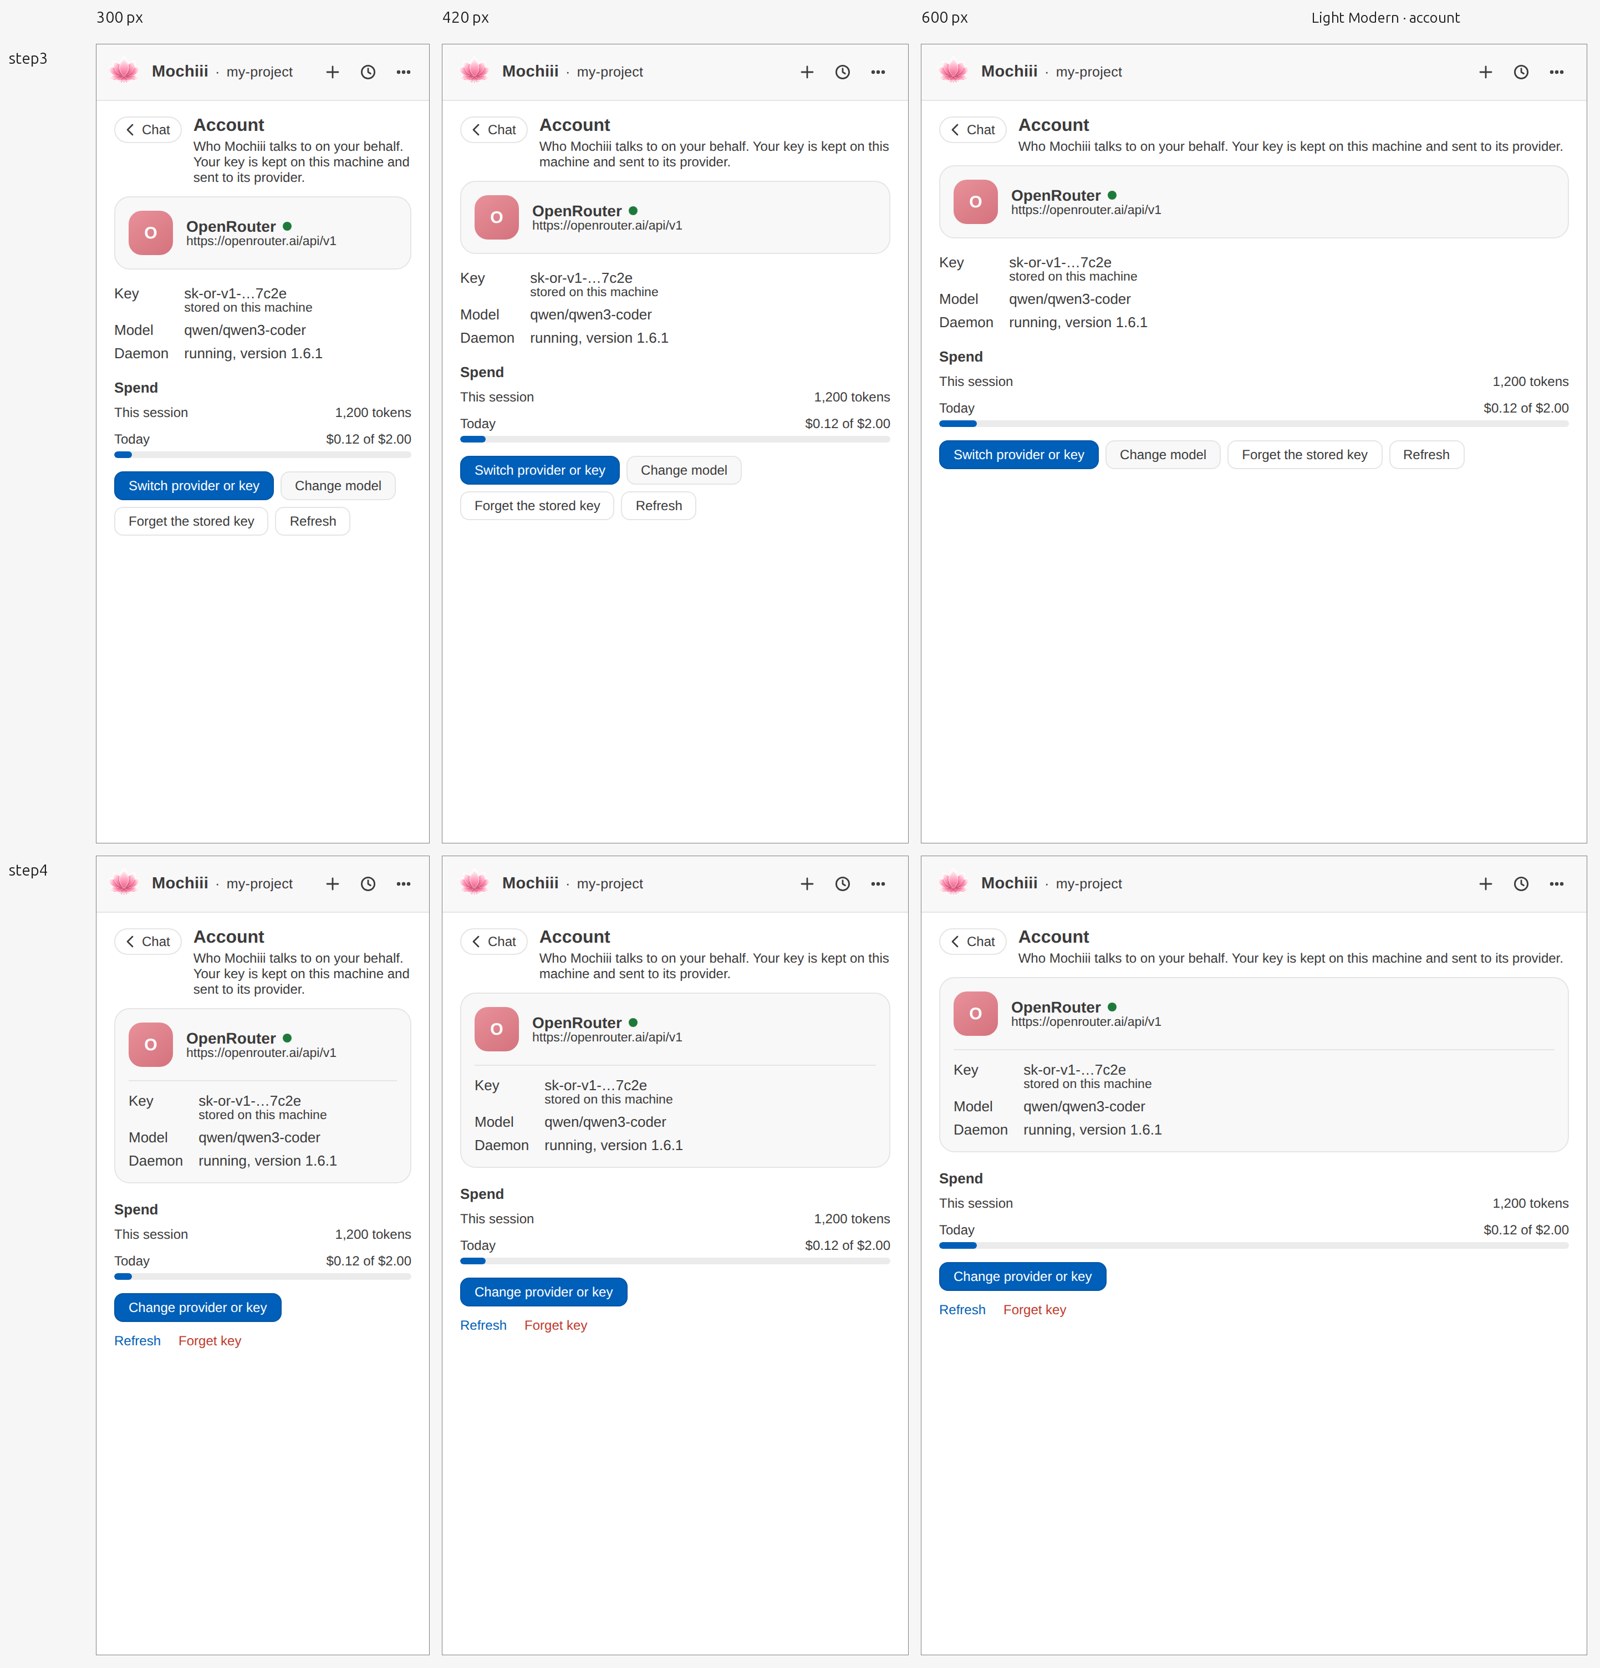 300 px
420 px
600 px
Light Modern · account
step3
Mochiii · my-project
Chat
Account
Who Mochiii talks to on your behalf.
Your key is kept on this machine and
sent to its provider.
O
OpenRouter
https://openrouter.ai/api/v1
Key
sk-or-v1-…7c2e
stored on this machine
Model
qwen/qwen3-coder
Daemon
running, version 1.6.1
Spend
This session
1,200 tokens
Today
$0.12 of $2.00
Switch provider or key
Change model
Forget the stored key
Refresh
Mochiii · my-project
Chat
Account
Who Mochiii talks to on your behalf. Your key is kept on this
machine and sent to its provider.
O
OpenRouter
https://openrouter.ai/api/v1
Key
sk-or-v1-…7c2e
stored on this machine
Model
qwen/qwen3-coder
Daemon
running, version 1.6.1
Spend
This session
1,200 tokens
Today
$0.12 of $2.00
Switch provider or key
Change model
Forget the stored key
Refresh
Mochiii · my-project
Chat
Account
Who Mochiii talks to on your behalf. Your key is kept on this machine and sent to its provider.
O
OpenRouter
https://openrouter.ai/api/v1
Key
sk-or-v1-…7c2e
stored on this machine
Model
qwen/qwen3-coder
Daemon
running, version 1.6.1
Spend
This session
1,200 tokens
Today
$0.12 of $2.00
Switch provider or key
Change model
Forget the stored key
Refresh
step4
Mochiii · my-project
Chat
Account
Who Mochiii talks to on your behalf.
Your key is kept on this machine and
sent to its provider.
O
OpenRouter
https://openrouter.ai/api/v1
Key
sk-or-v1-…7c2e
stored on this machine
Model
qwen/qwen3-coder
Daemon
running, version 1.6.1
Spend
This session
1,200 tokens
Today
$0.12 of $2.00
Change provider or key
Refresh
Forget key
Mochiii · my-project
Chat
Account
Who Mochiii talks to on your behalf. Your key is kept on this
machine and sent to its provider.
O
OpenRouter
https://openrouter.ai/api/v1
Key
sk-or-v1-…7c2e
stored on this machine
Model
qwen/qwen3-coder
Daemon
running, version 1.6.1
Spend
This session
1,200 tokens
Today
$0.12 of $2.00
Change provider or key
Refresh
Forget key
Mochiii · my-project
Chat
Account
Who Mochiii talks to on your behalf. Your key is kept on this machine and sent to its provider.
O
OpenRouter
https://openrouter.ai/api/v1
Key
sk-or-v1-…7c2e
stored on this machine
Model
qwen/qwen3-coder
Daemon
running, version 1.6.1
Spend
This session
1,200 tokens
Today
$0.12 of $2.00
Change provider or key
Refresh
Forget key